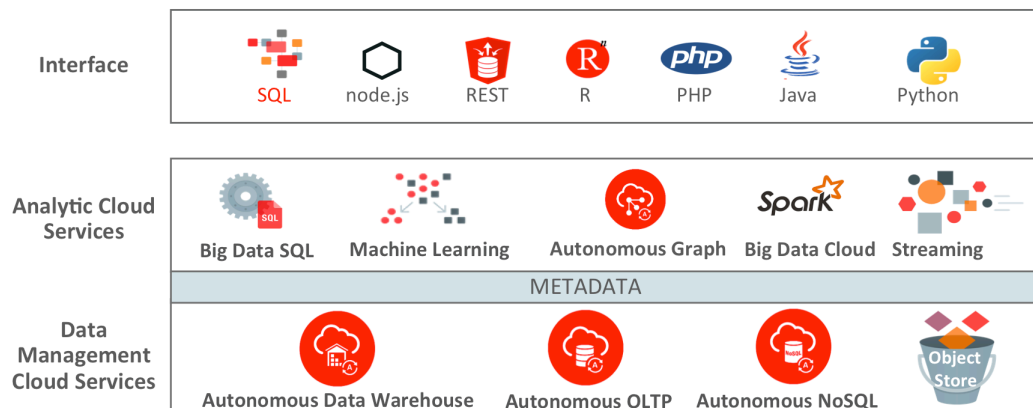 Interface
SQL
node.js
REST
R
R
PHP
php
Java
Python
Analytic Cloud
Services
SQL
Big Data SQL
Machine Learning
A
Autonomous Graph
Spark
Big Data Cloud
Streaming
METADATA
Data
Management
Cloud Services
A
Autonomous Data Warehouse
A
Autonomous OLTP
NoSQL
A
Autonomous NoSQL
Object
Store